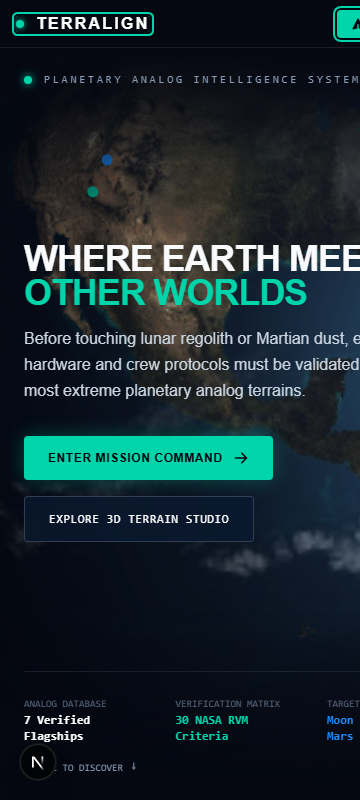 TERRALIGN
PLANETARY ANALOG INTELLIGENCE SYSTEM
WHERE EARTH MEE
OTHER WORLDS
Before touching lunar regolith or Martian dust, e
hardware and crew protocols must be validated
most extreme planetary analog terrains.
ENTER MISSION COMMAND →
EXPLORE 3D TERRAIN STUDIO
ANALOG DATABASE
7 Verified
Flagships
VERIFICATION MATRIX
30 NASA RVM
Criteria
TARGET
Moon
Mars
N
TO DISCOVER ↓